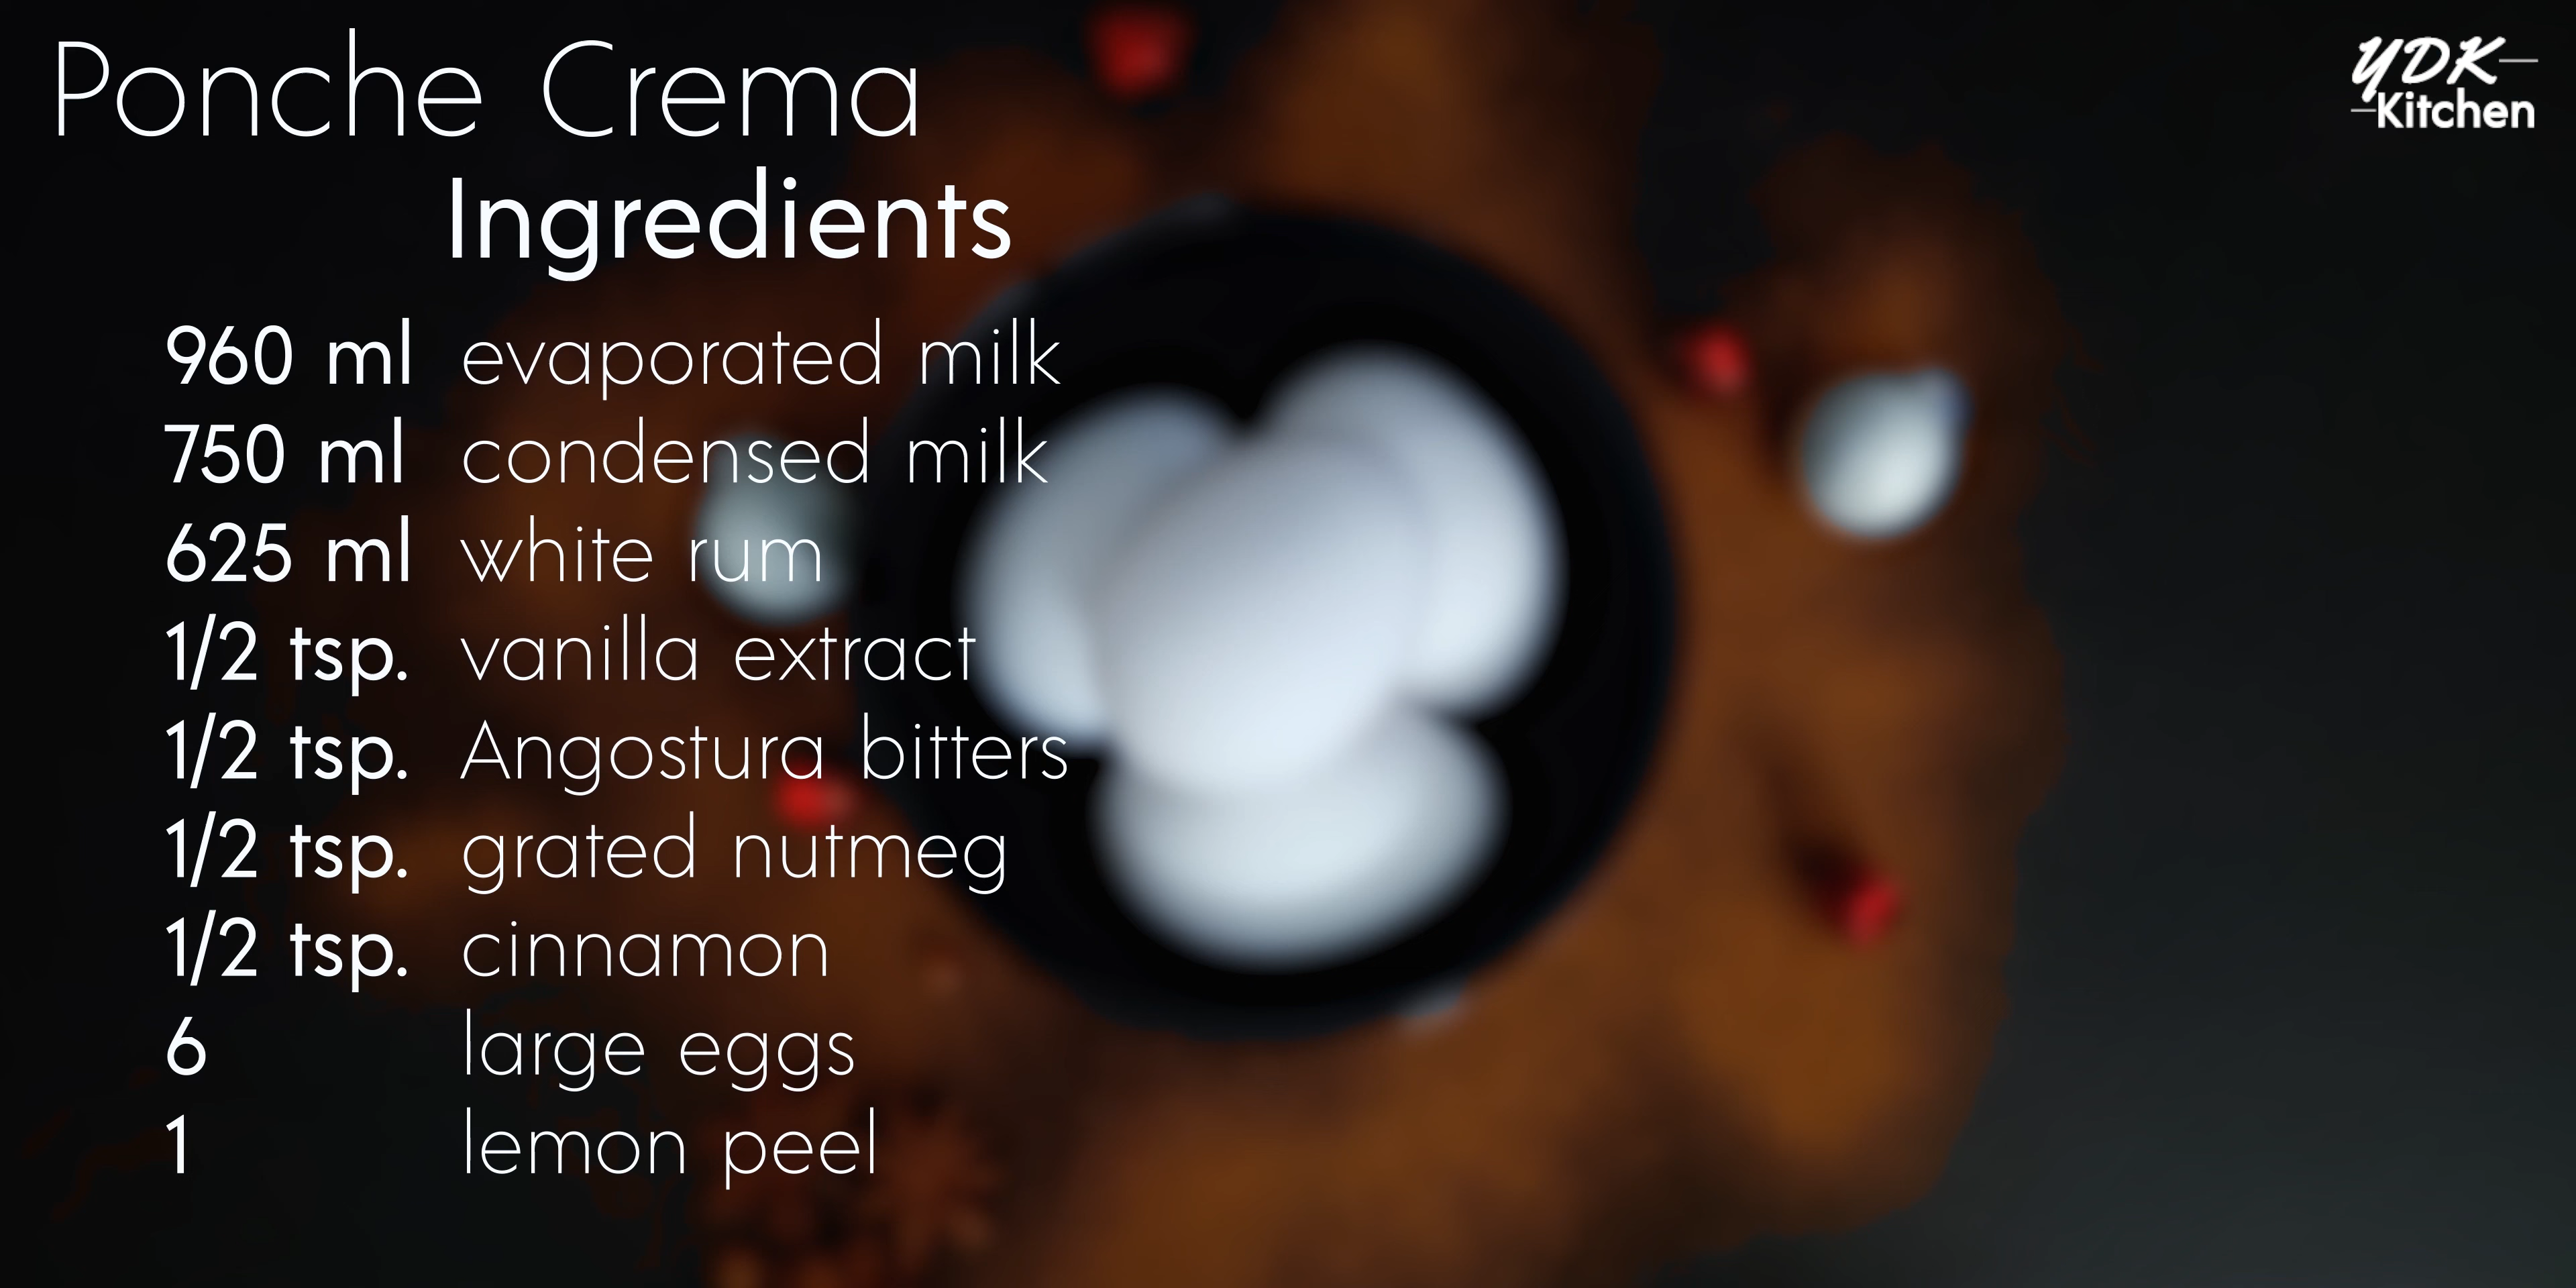 Ponche Crema
YDK
Kitchen
Ingredients
960 ml evaporated milk
750 ml condensed milk
625 ml white rum
1/2 tsp. vanilla extract
1/2 tsp. Angostura bitters
1/2 tsp. grated nutmeg
1/2 tsp. cinnamon
6 large eggs
1 lemon peel